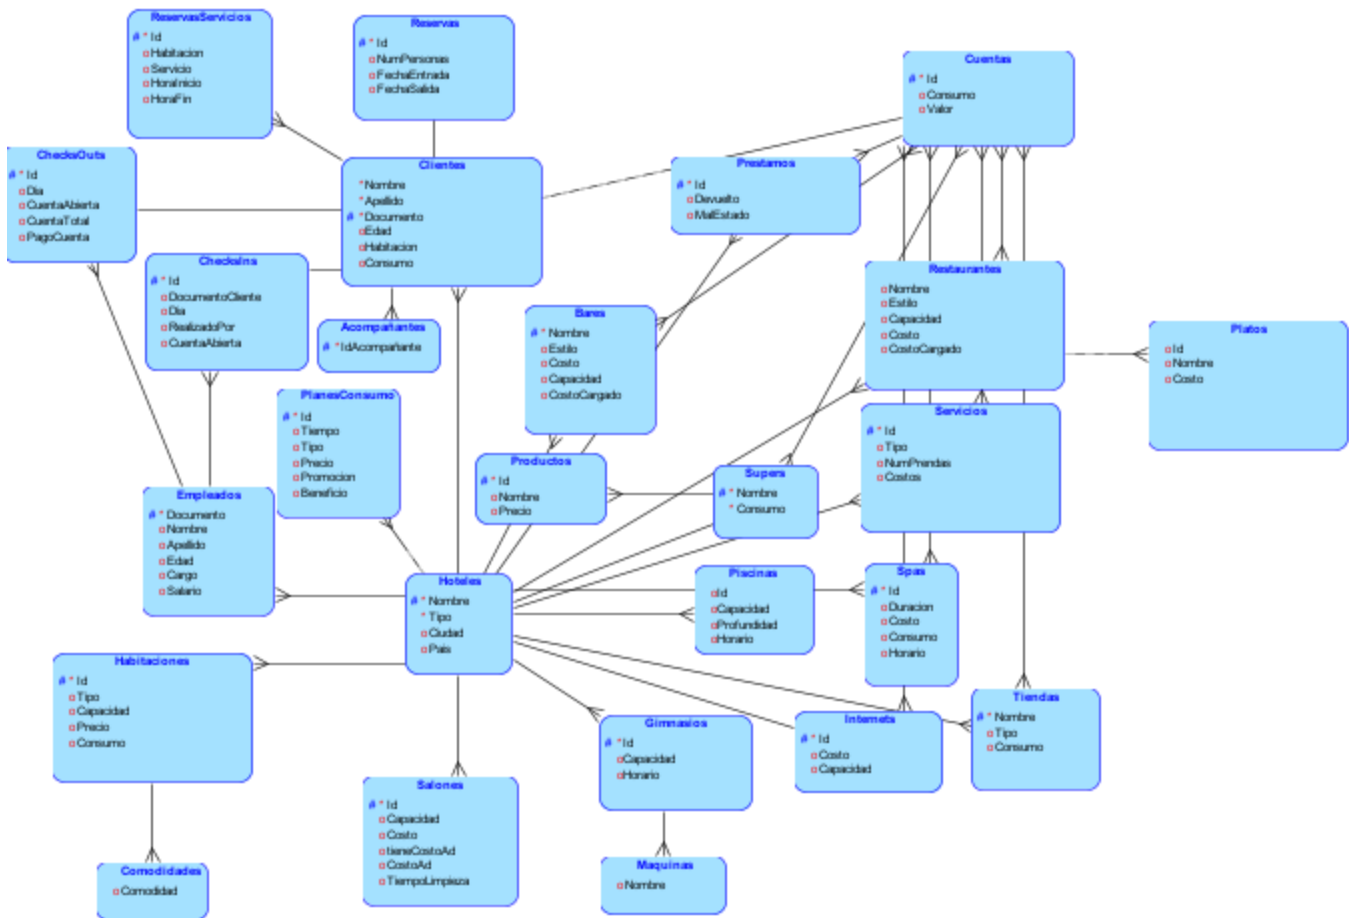 ReservasServicios
# * Id
Habitacion
Servicio
HoraInicio
HoraFin
Reservas
# * Id
NumPersonas
FechaEntrada
FechaSalida
Cuentas
# * Id
Consumo
Valor
ChecksOuts
# * Id
Dia
CuentaAbierta
CuentaTotal
PagoCuenta
Clientes
* Nombre
* Apellido
# * Documento
Edad
Habitacion
Consumo
Prestamos
# * Id
Devuelto
MalEstado
ChecksIns
# * Id
DocumentoCliente
Dia
RealizadoPor
CuentaAbierta
Acompañantes
# * IdAcompañante
Bares
# * Nombre
Estilo
Costo
Capacidad
CostoCargado
Restaurantes
Nombre
Estilo
Capacidad
Costo
CostoCargado
Platos
Id
Nombre
Costo
PlanesConsumo
# * Id
Tiempo
Tipo
Precio
Promocion
Beneficio
Servicios
# * Id
Tipo
NumPrendas
Costos
Productos
# * Id
Nombre
Precio
Supers
# * Nombre
* Consumo
Empleados
# * Documento
Nombre
Apellido
Edad
Cargo
Salario
Hoteles
# * Nombre
* Tipo
Ciudad
Pais
Piscinas
Id
Capacidad
Profundidad
Horario
Spas
# * Id
Duracion
Costo
Consumo
Horario
Habitaciones
# * Id
Tipo
Capacidad
Precio
Consumo
Tiendas
# * Nombre
Tipo
Consumo
Gimnasios
# * Id
Capacidad
Horario
Internets
# * Id
Costo
Capacidad
Salones
# * Id
Capacidad
Costo
tieneCostoAd
CostoAd
TiempoLimpieza
Comodidades
Comodidad
Maquinas
Nombre